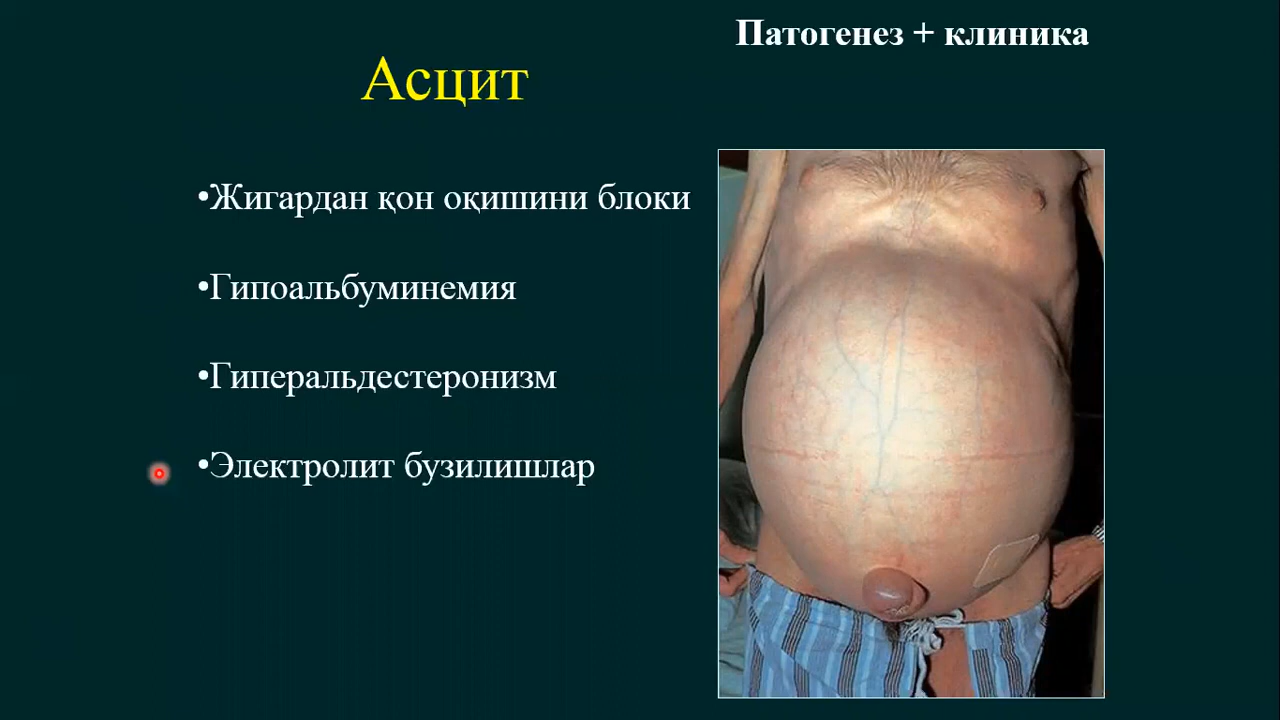 Патогенез + клиника
Асцит
•Жигардан қон оқишини блоки
•Гипоальбуминемия
•Гиперальдестеронизм
•Электролит бузилишлар